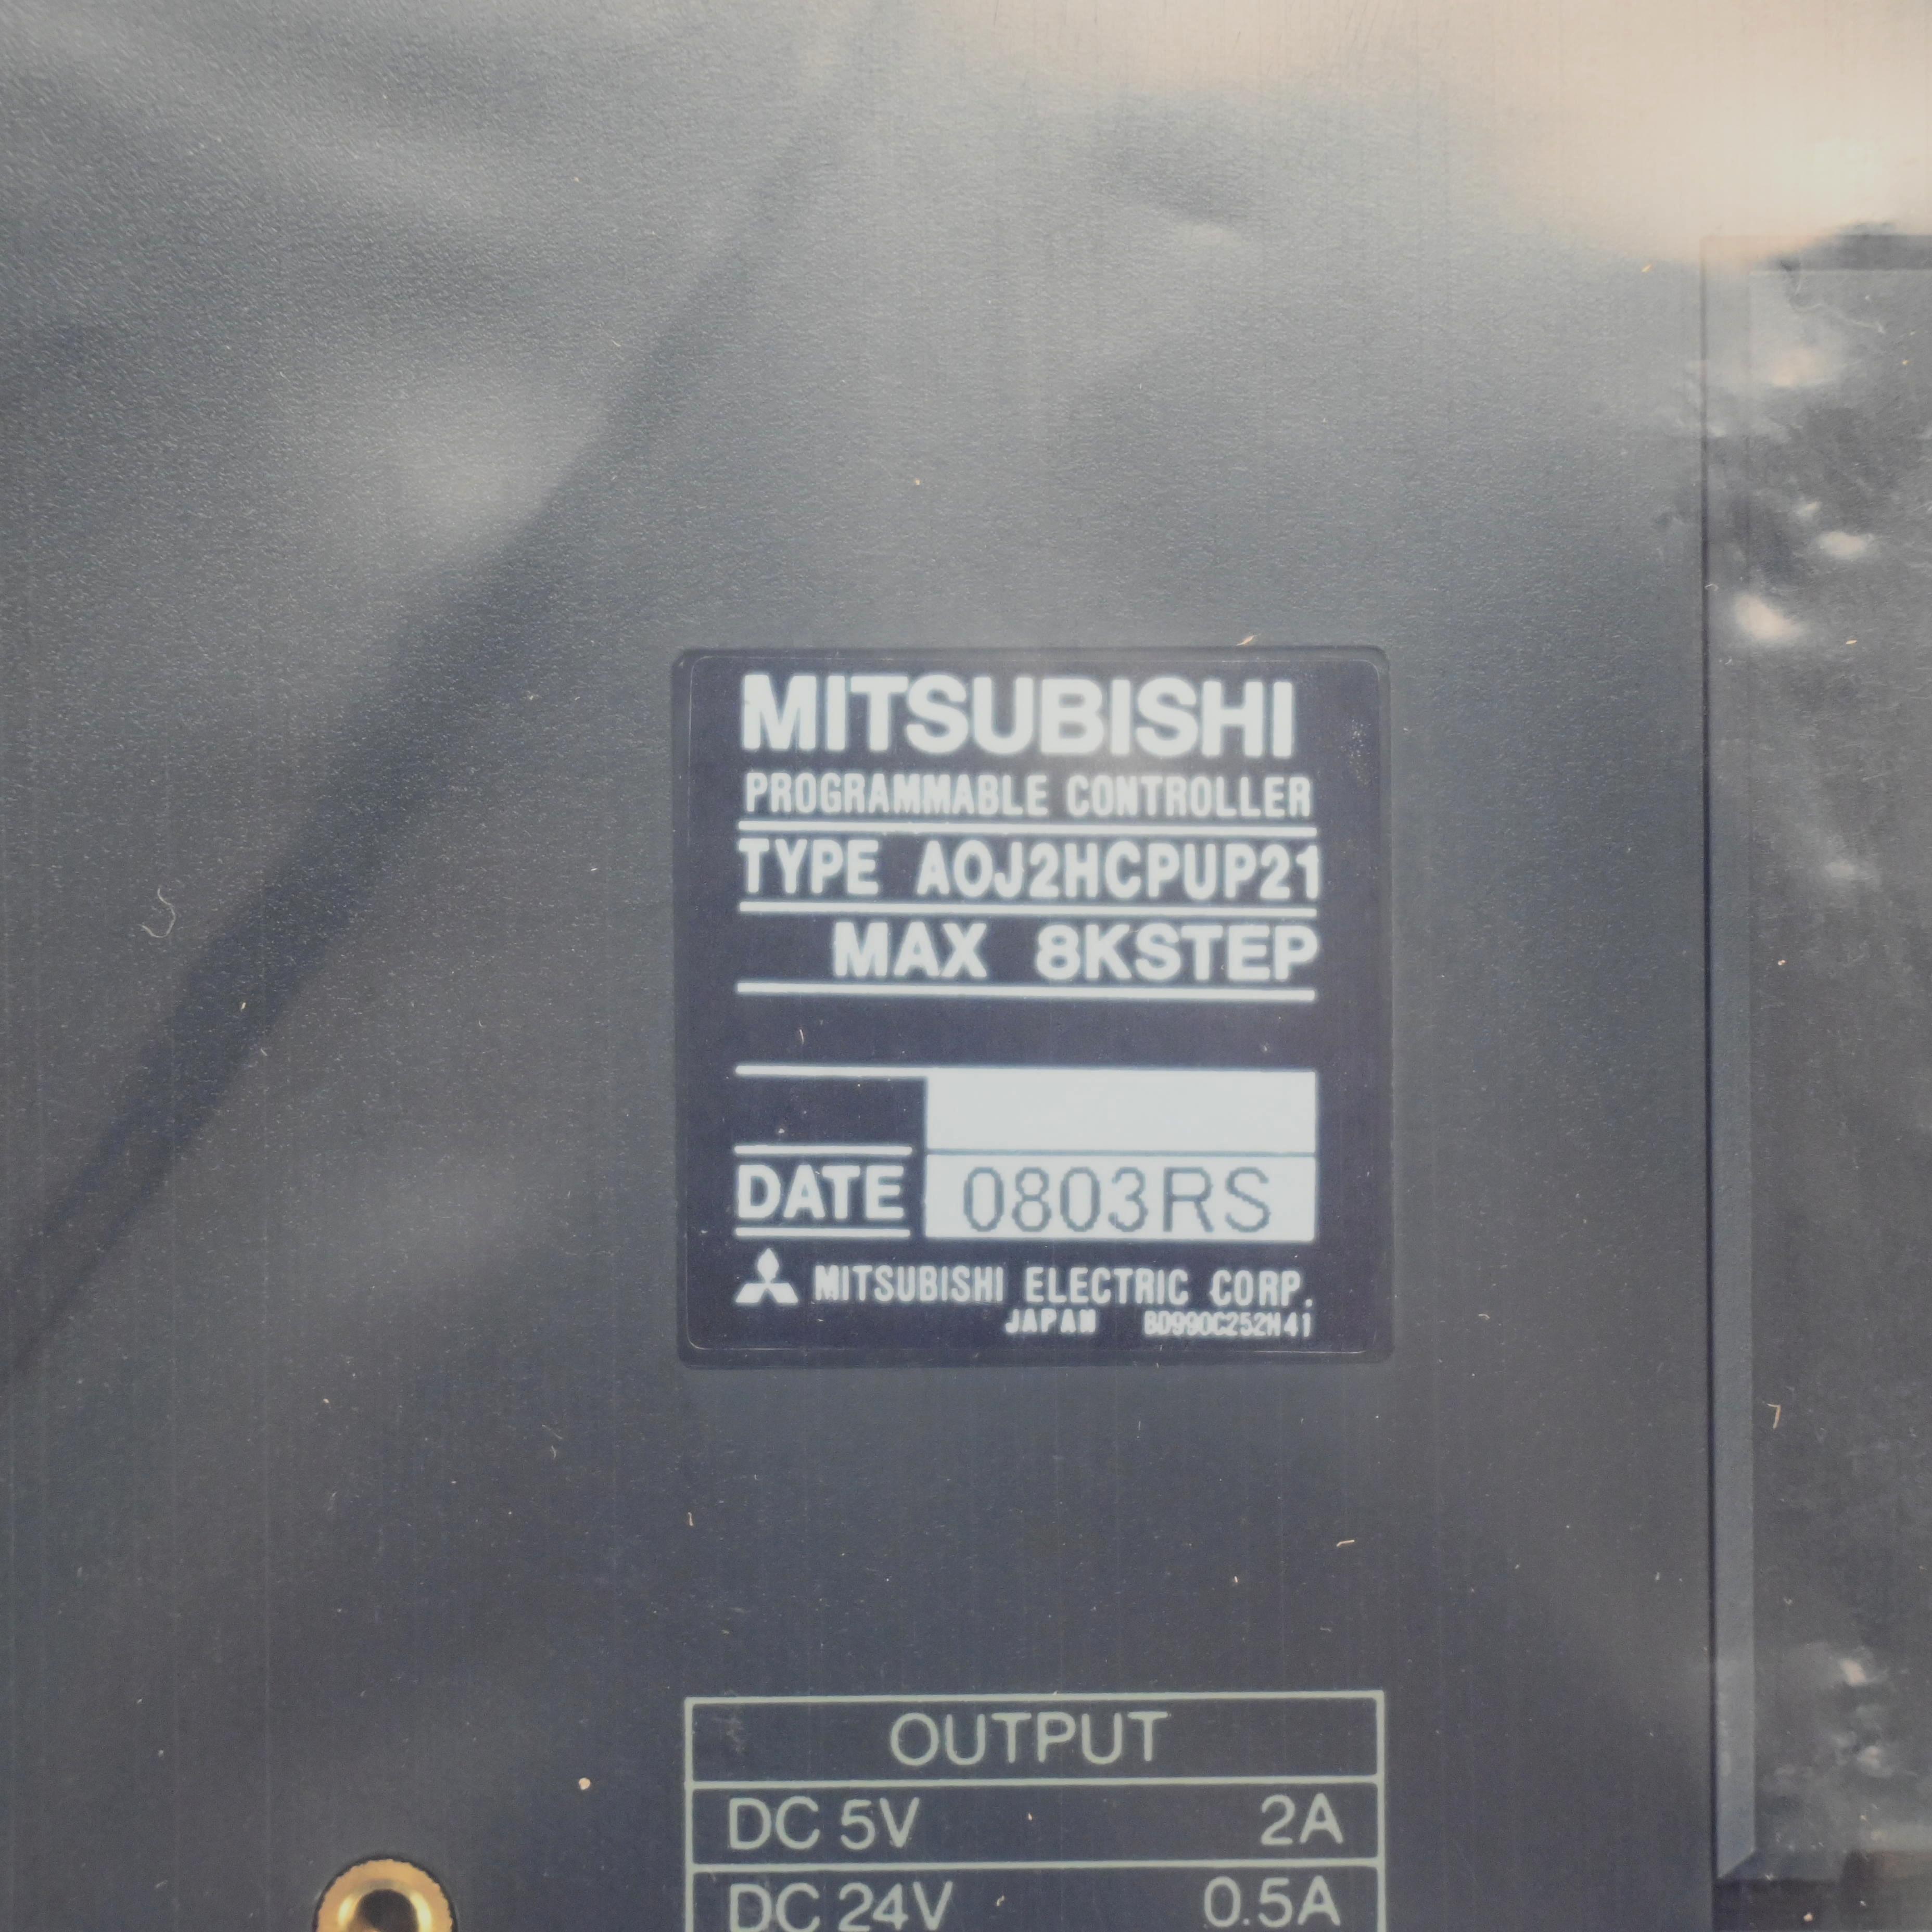 MITSUBISHI
PROGRAMMABLE CONTROLLER
TYPE A0J2HCPUP21
MAX 8KSTEP
DATE 0803RS
MITSUBISHI ELECTRIC CORP.
JAPAN BD990C252H41
OUTPUT
DC 5V 2A
DC 24V 0.5A